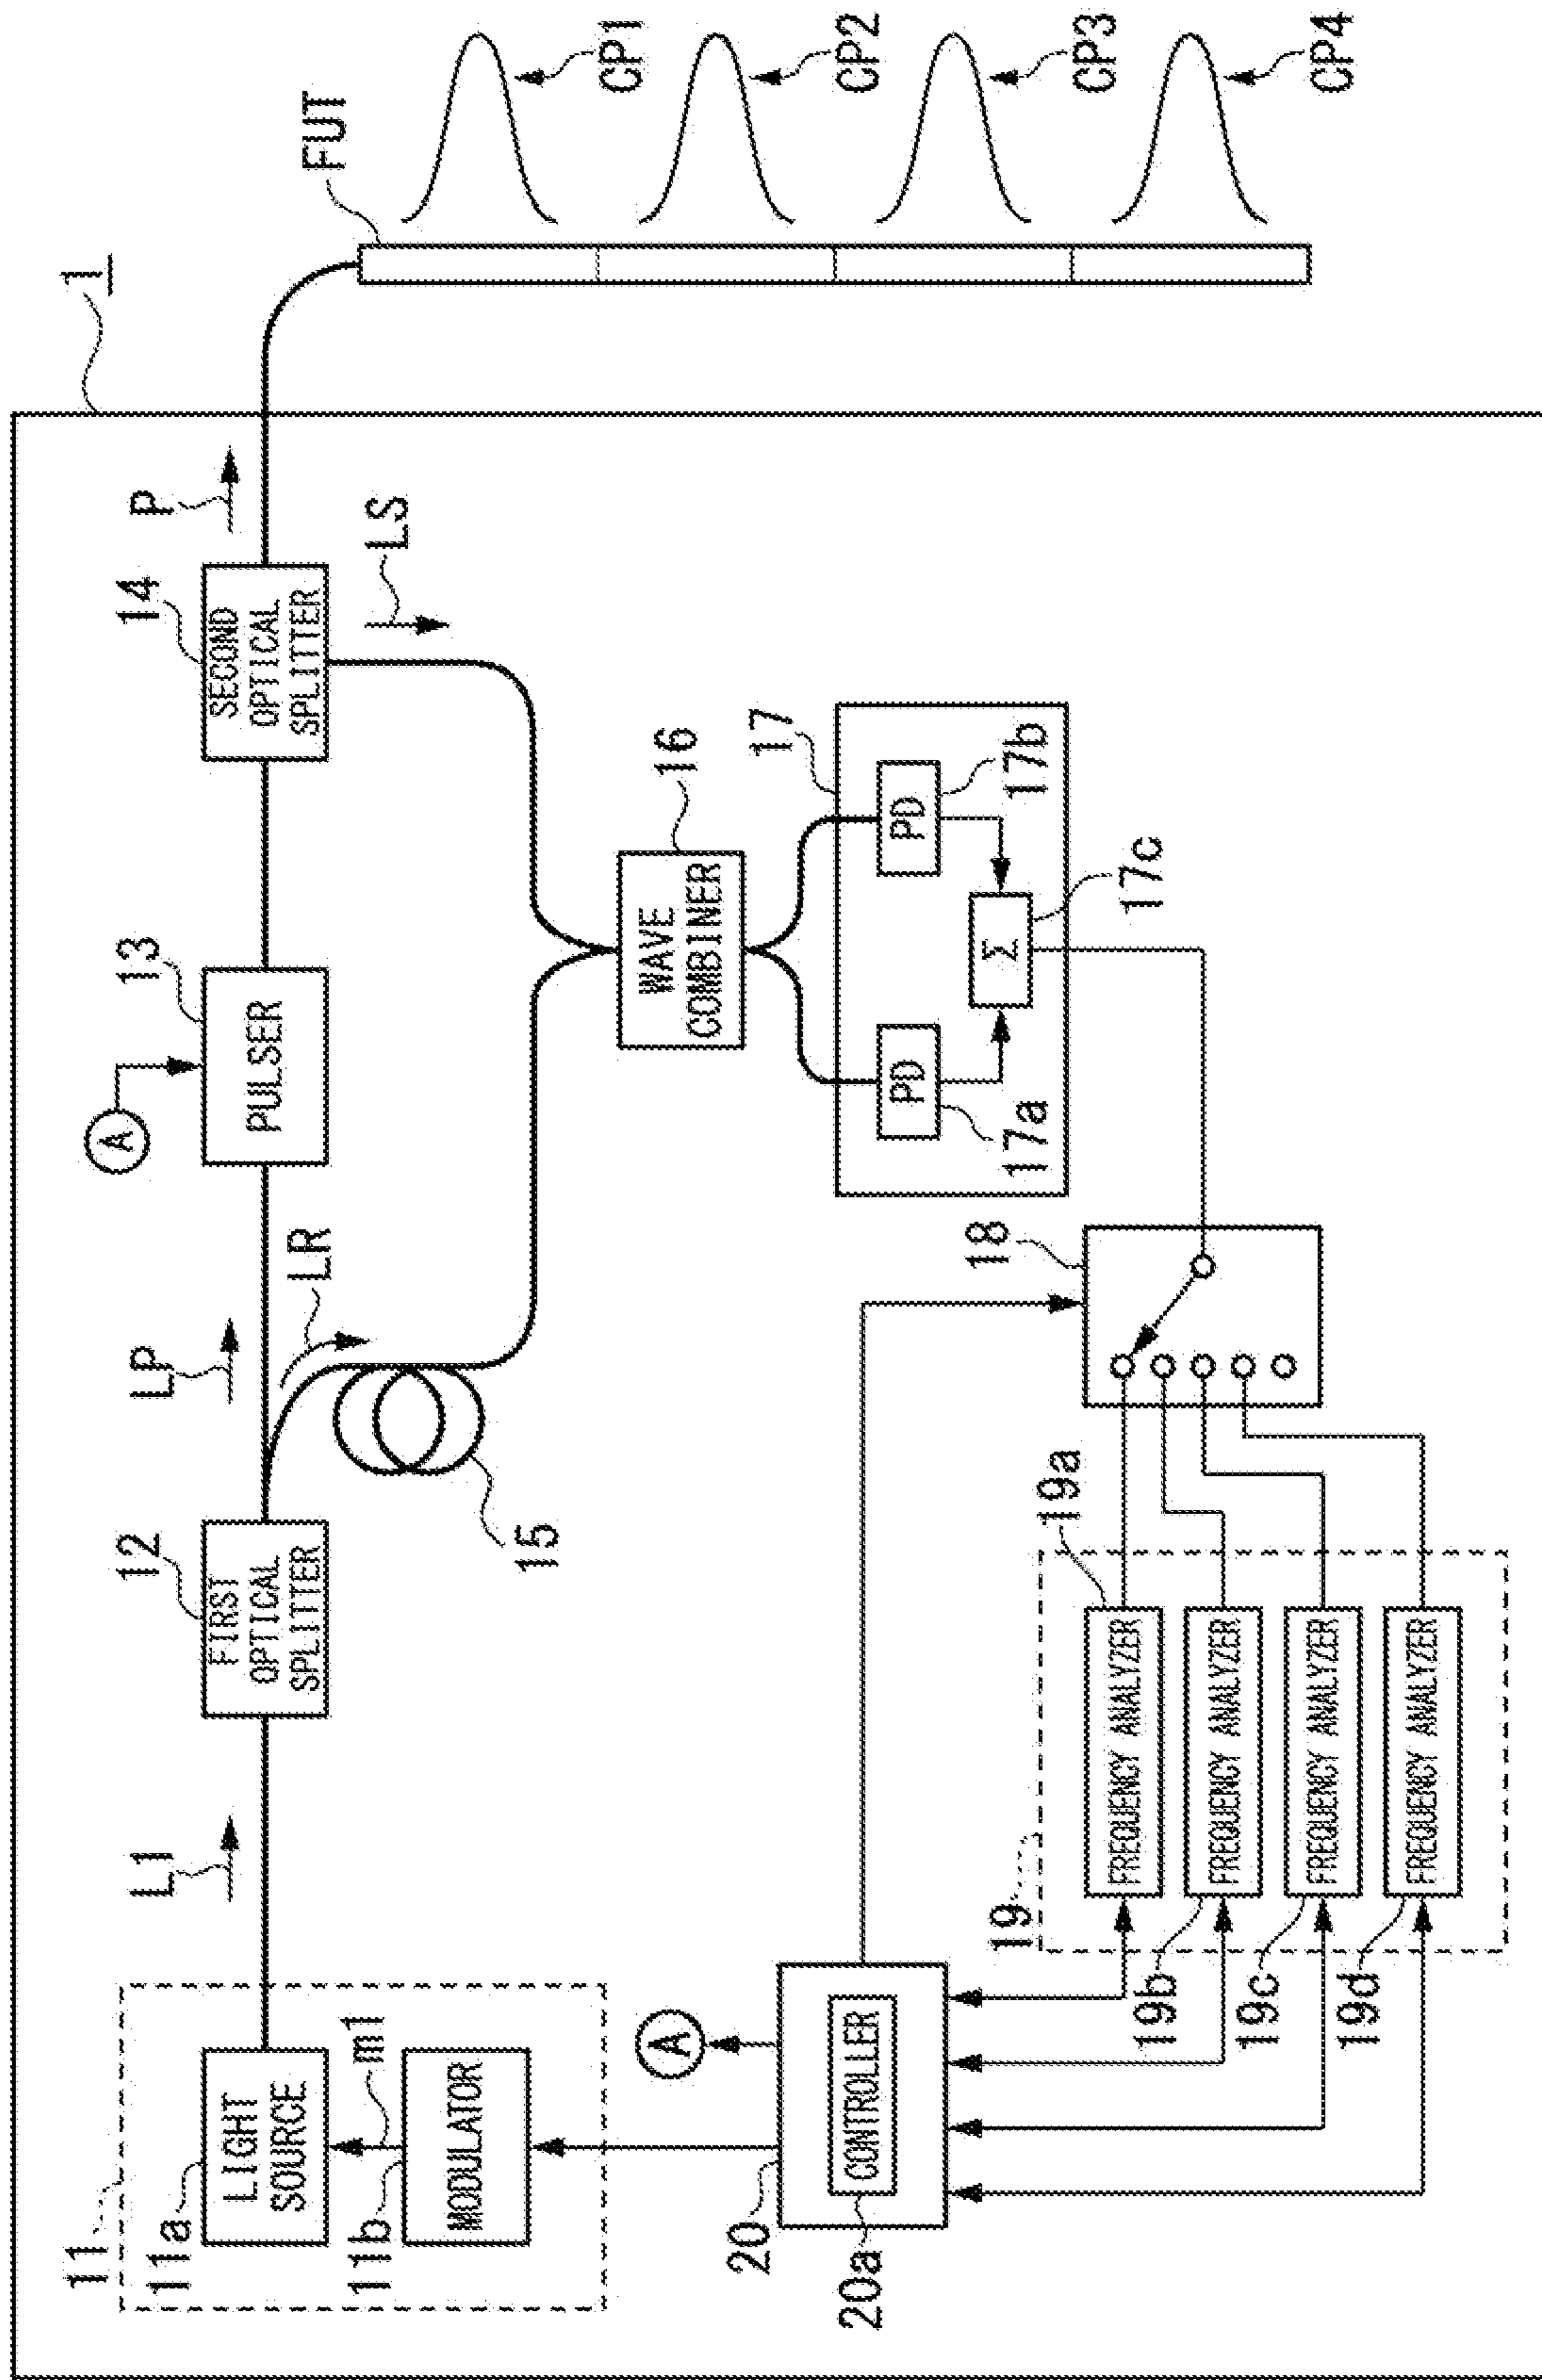 1
11
11a
LIGHT
SOURCE
m1
11b
MODULATOR
L1
12
FIRST
OPTICAL
SPLITTER
LP
LR
15
A
13
PULSER
14
SECOND
OPTICAL
SPLITTER
P
LS
FUT
CP1
CP2
CP3
CP4
16
WAVE
COMBINER
17
PD
17a
PD
17b
Σ
17c
18
A
20
CONTROLLER
20a
19
19a
FREQUENCY ANALYZER
19b
FREQUENCY ANALYZER
19c
FREQUENCY ANALYZER
19d
FREQUENCY ANALYZER